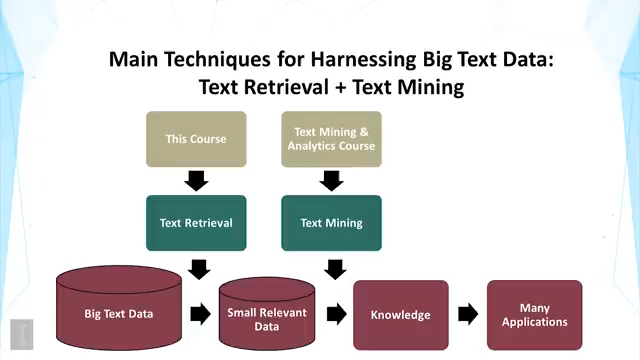 Main Techniques for Harnessing Big Text Data:
Text Retrieval + Text Mining
This Course
Text Mining &
Analytics Course
Text Retrieval
Text Mining
Big Text Data
Small Relevant
Data
Knowledge
Many
Applications